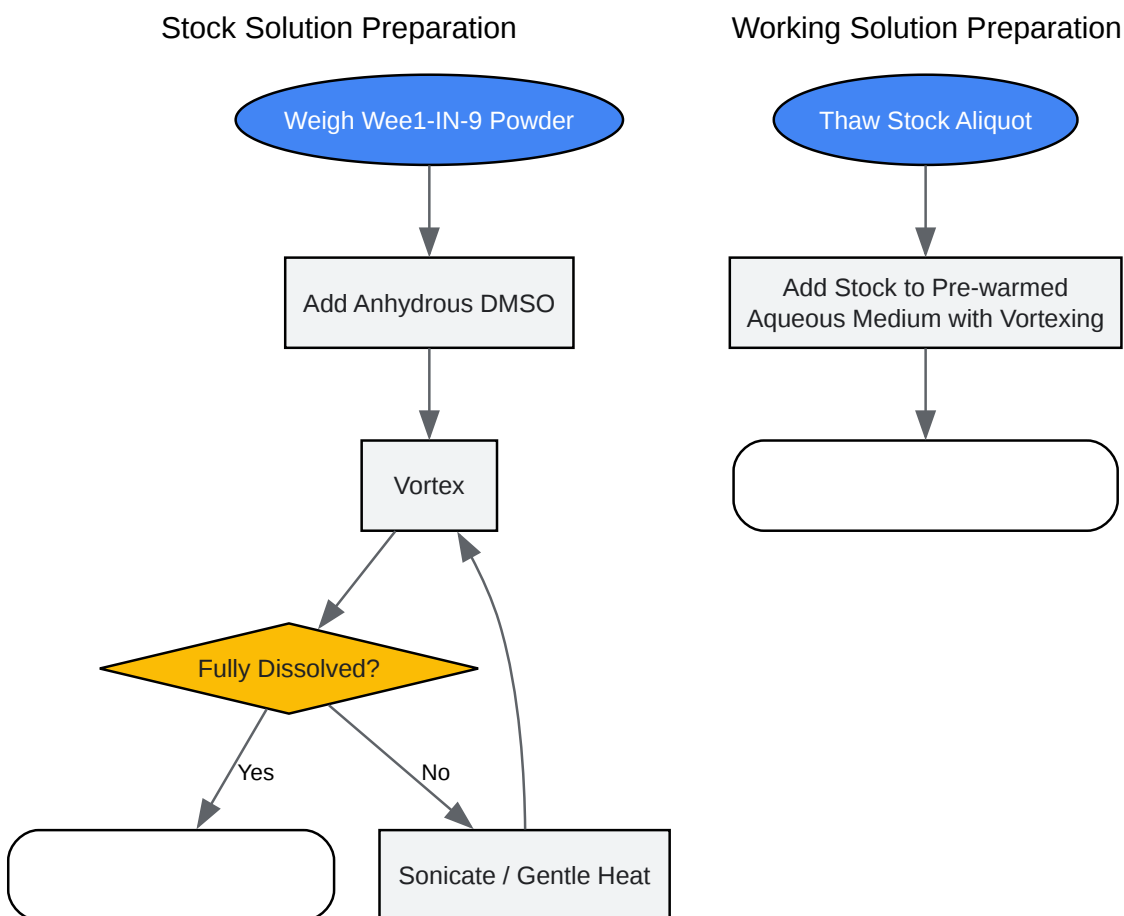 Stock Solution Preparation
Weigh Wee1-IN-9 Powder
Add Anhydrous DMSO
Vortex
Fully Dissolved?
Yes
No
Sonicate / Gentle Heat
Working Solution Preparation
Thaw Stock Aliquot
Add Stock to Pre-warmed
Aqueous Medium with Vortexing